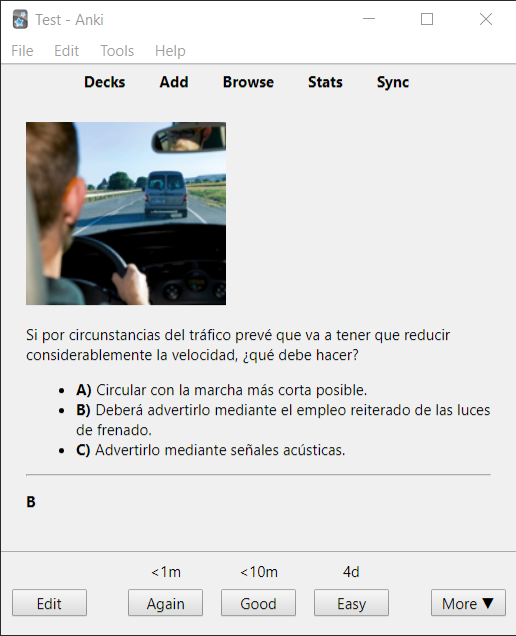 Test - Anki
File Edit Tools Help
Decks Add Browse Stats Sync
Si por circunstancias del tráfico prevé que va a tener que reducir
considerablemente la velocidad, ¿qué debe hacer?
• A) Circular con la marcha más corta posible.
• B) Deberá advertirlo mediante el empleo reiterado de las luces
de frenado.
• C) Advertirlo mediante señales acústicas.
B
<1m <10m 4d
Edit Again Good Easy More ▼